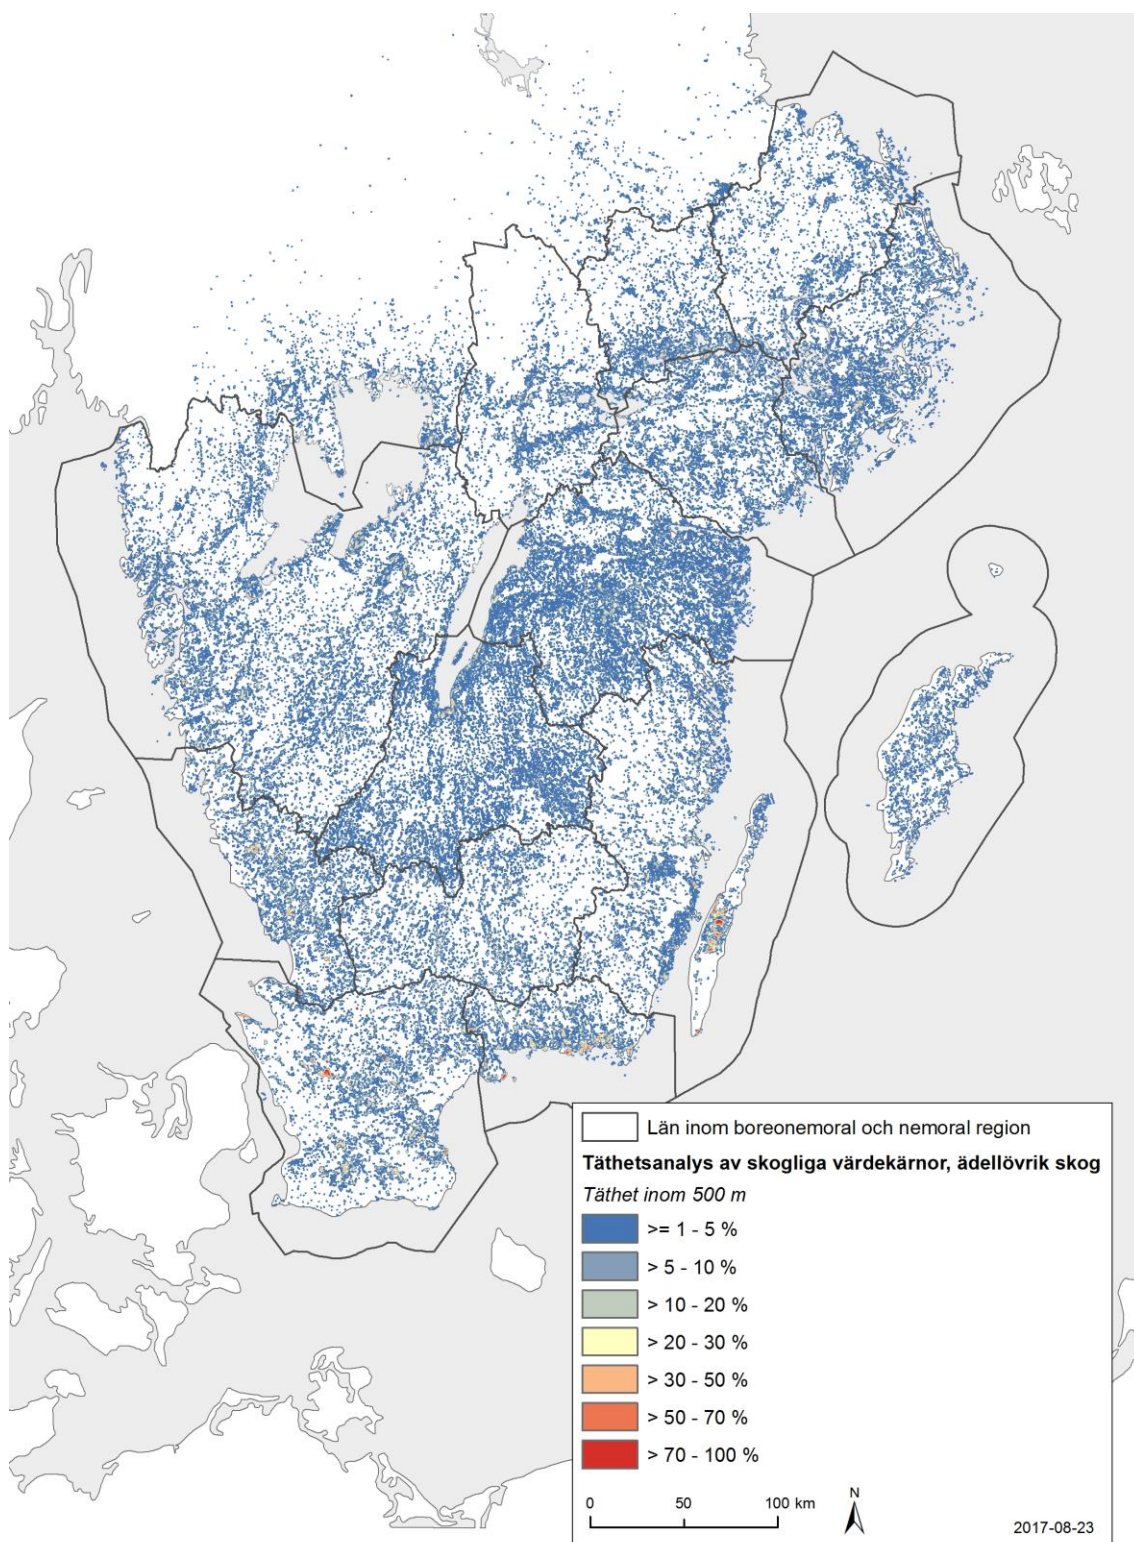 Län inom boreonemoral och nemoral region
Täthetsanalys av skogliga värdekärnor, ädellövrik skog
Täthet inom 500 m
>= 1 - 5 %
> 5 - 10 %
> 10 - 20 %
> 20 - 30 %
> 30 - 50 %
> 50 - 70 %
> 70 - 100 %
0 50 100 km
N
2017-08-23